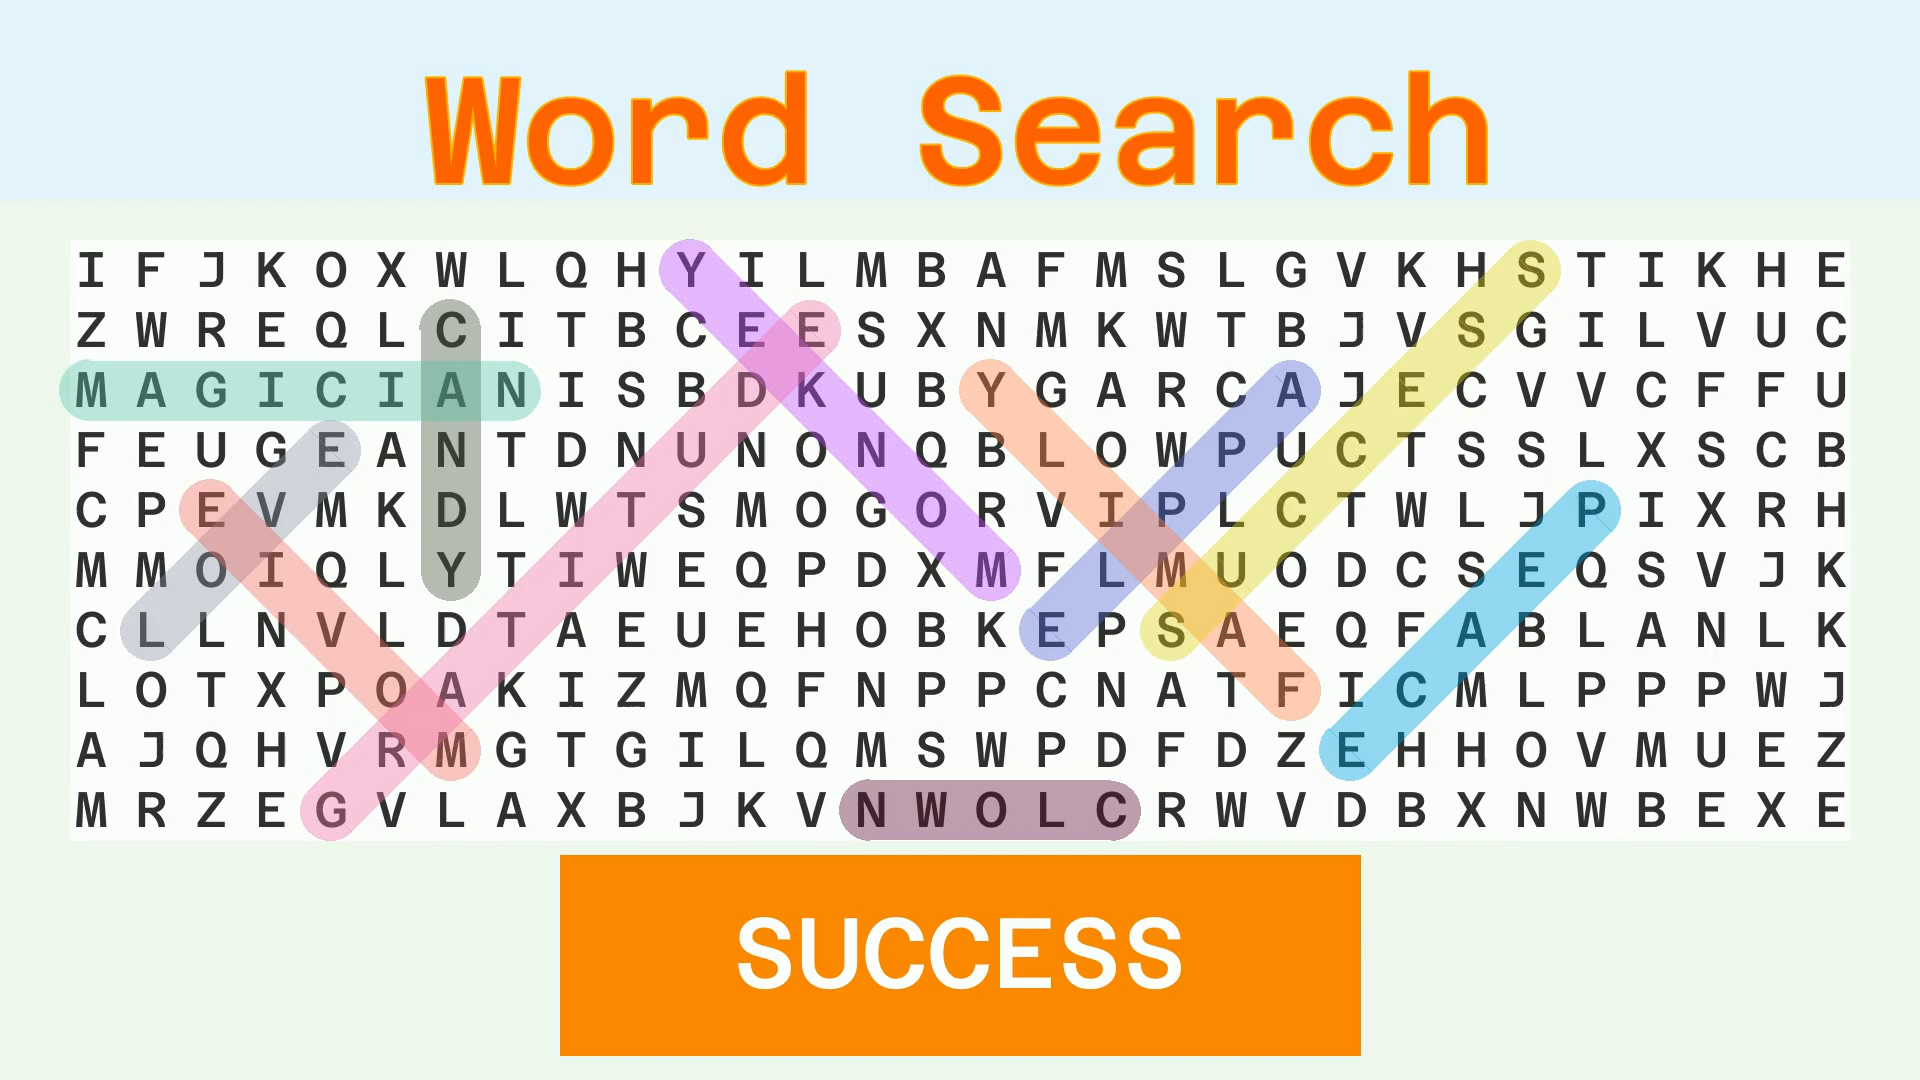 Word Search
I F J K O X W L Q H Y I L M B A F M S L G V K H S T I K H E
Z W R E Q L C I T B C E E S X N M K W T B J V S G I L V U C
M A G I C I A N I S B D K U B Y G A R C A J E C V V C F F U
F E U G E A N T D N U N O N Q B L O W P U C T S S L X S C B
C P E V M K D L W T S M O G O R V I P L C T W L J P I X R H
M M O I Q L Y T I W E Q P D X M F L M U O D C S E Q S V J K
C L L N V L D T A E U E H O B K E P S A E Q F A B L A N L K
L O T X P O A K I Z M Q F N P P C N A T F I C M L P P P W J
A J Q H V R M G T G I L Q M S W P D F D Z E H H O V M U E Z
M R Z E G V L A X B J K V N W O L C R W V D B X N W B E X E
SUCCESS